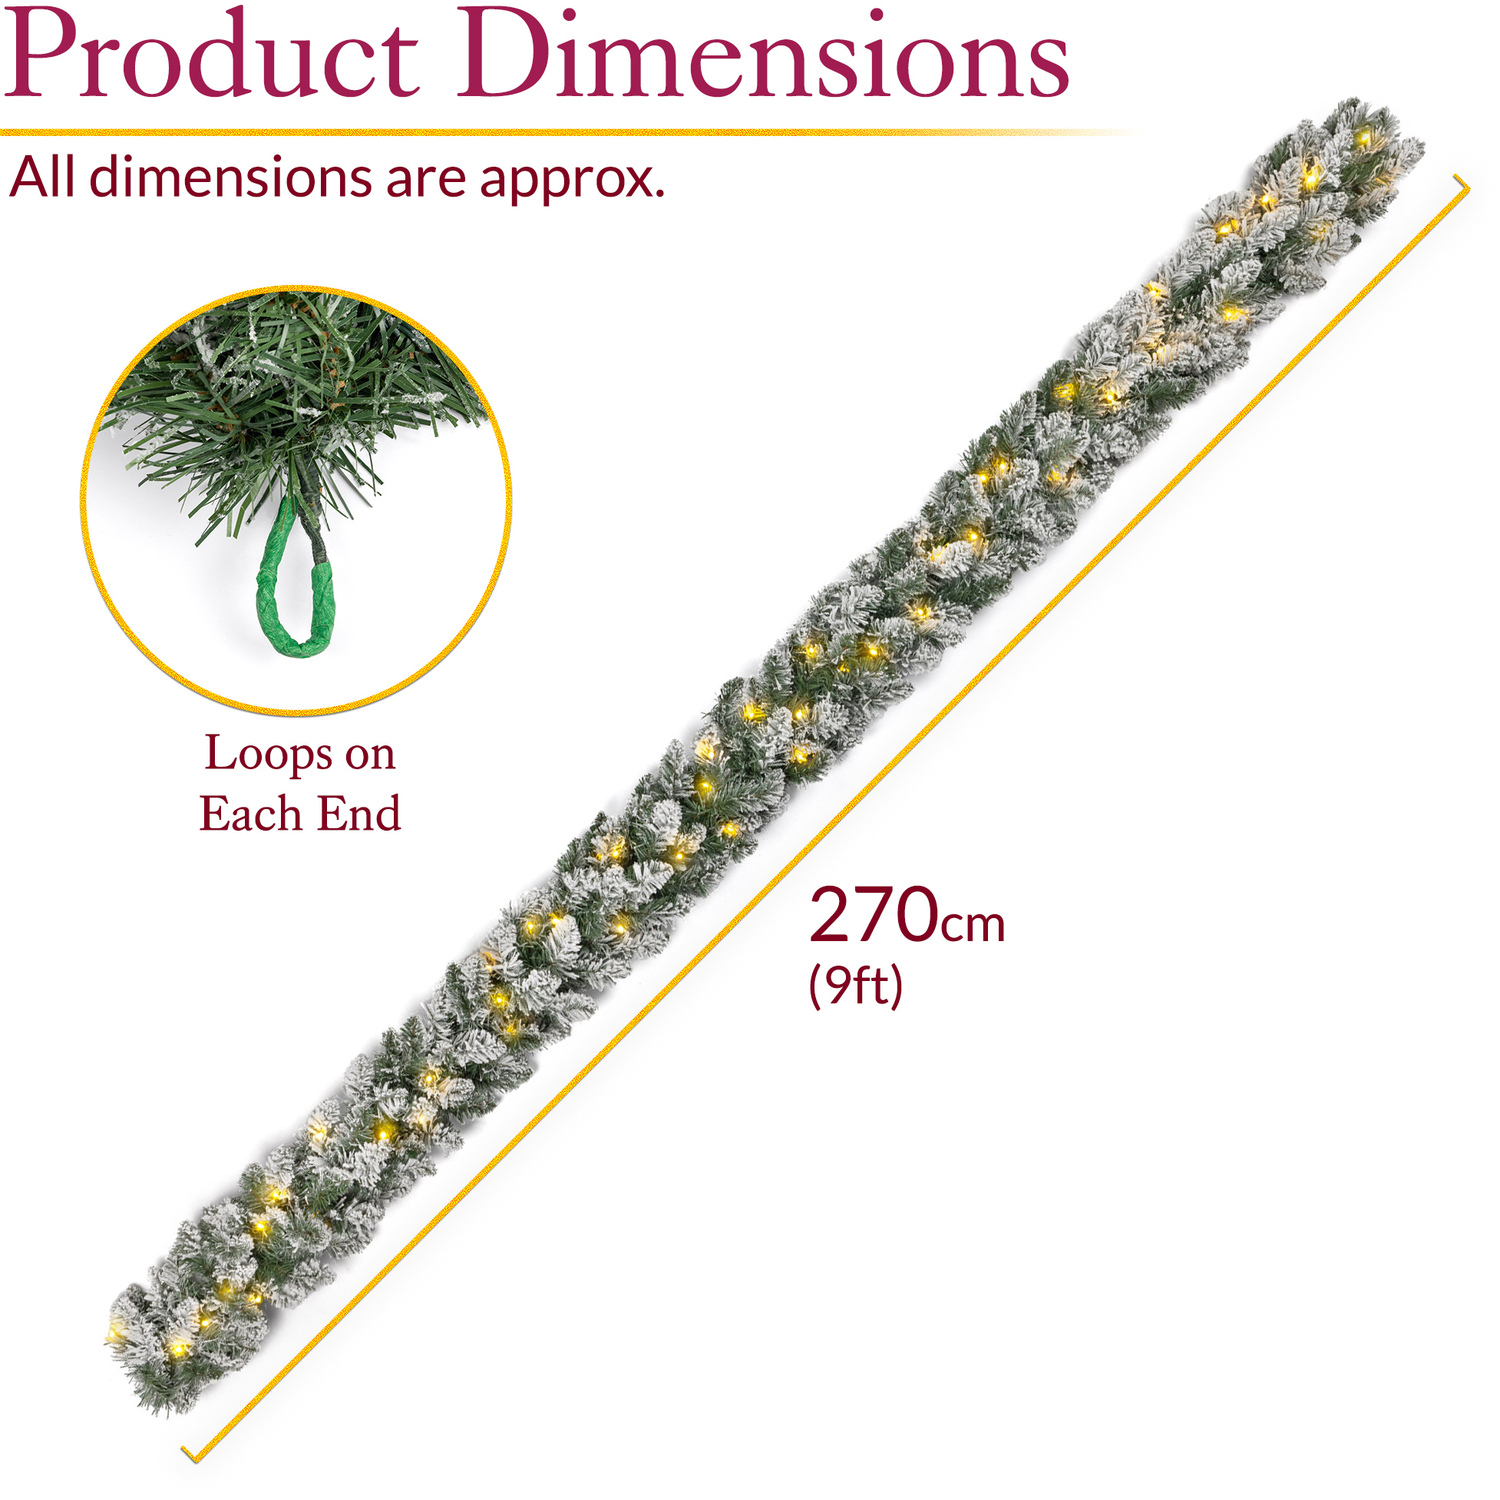 Product Dimensions
All dimensions are approx.
Loops on
Each End
270cm
(9ft)